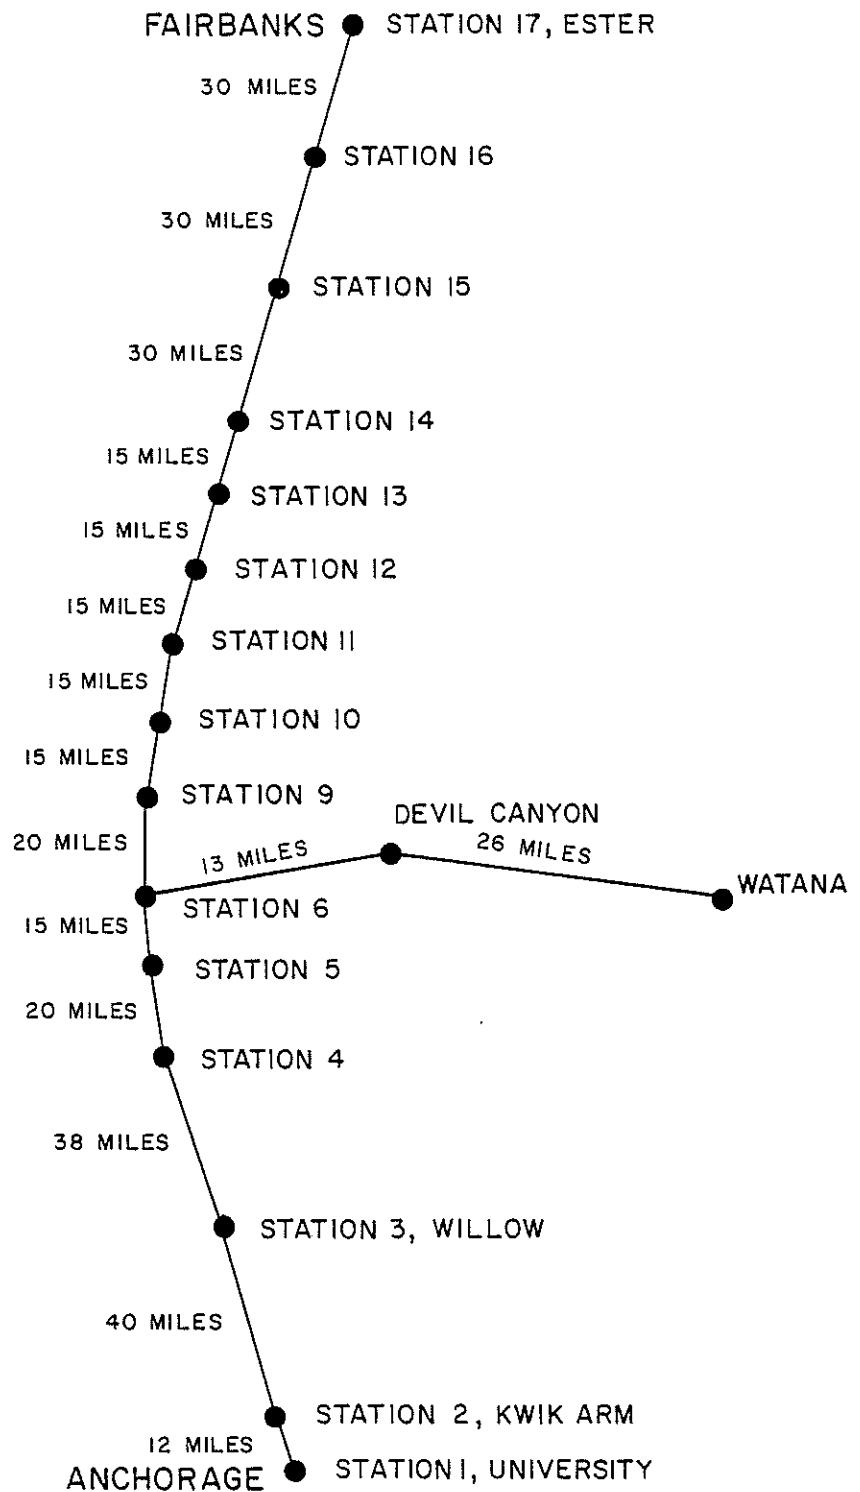 FAIRBANKS
STATION 17, ESTER
30 MILES
STATION 16
30 MILES
STATION 15
30 MILES
STATION 14
15 MILES
STATION 13
15 MILES
STATION 12
15 MILES
STATION 11
15 MILES
STATION 10
15 MILES
STATION 9
DEVIL CANYON
20 MILES
13 MILES
26 MILES
WATANA
STATION 6
15 MILES
STATION 5
20 MILES
STATION 4
38 MILES
STATION 3, WILLOW
40 MILES
STATION 2, KWIK ARM
12 MILES
ANCHORAGE
STATION 1, UNIVERSITY